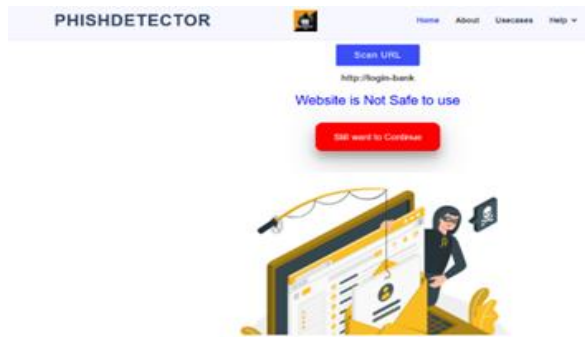 PHISHDETECTOR
Home About Usecases Help
Scan URL
http://login-bank
Website is Not Safe to use
Still want to Continue